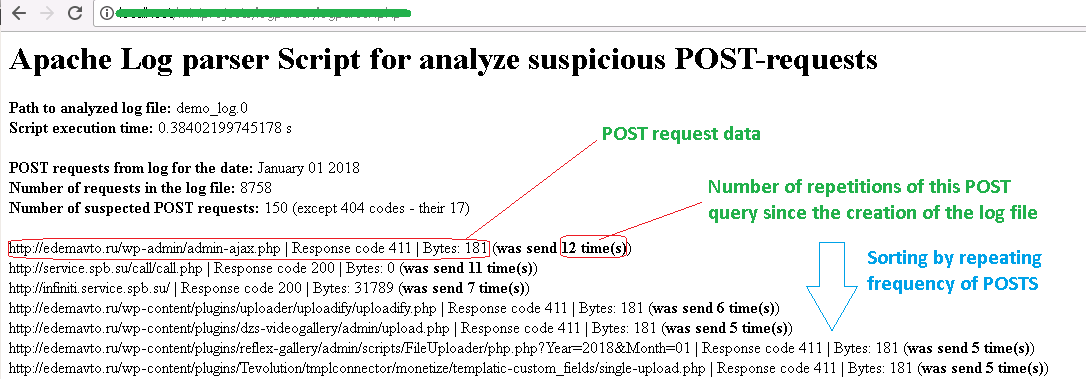 Apache Log parser Script for analyze suspicious POST-requests
Path to analyzed log file: demo_log.0
Script execution time: 0.38402199745178 s
POST request data
POST requests from log for the date: January 01 2018
Number of requests in the log file: 8758
Number of suspected POST requests: 150 (except 404 codes - their 17)
Number of repetitions of this POST
query since the creation of the log file
http://edemavto.ru/wp-admin/admin-ajax.php | Response code 411 | Bytes: 181 (was send 12 time(s))
http://service.spb.su/call/call.php | Response code 200 | Bytes: 0 (was send 11 time(s))
http://infiniti.service.spb.su/ | Response code 200 | Bytes: 31789 (was send 7 time(s))
http://edemavto.ru/wp-content/plugins/uploader/uploadify/uploadify.php | Response code 411 | Bytes: 181 (was send 6 time(s))
http://edemavto.ru/wp-content/plugins/dzs-videogallery/admin/upload.php | Response code 411 | Bytes: 181 (was send 5 time(s))
http://edemavto.ru/wp-content/plugins/reflex-gallery/admin/scripts/FileUploader/php.php?Year=2018&Month=01 | Response code 411 | Bytes: 181 (was send 5 time(s))
http://edemavto.ru/wp-content/plugins/Tevolution/tmplconnector/monetize/templatic-custom_fields/single-upload.php | Response code 411 | Bytes: 181 (was send 5 time(s))
Sorting by repeating
frequency of POSTS